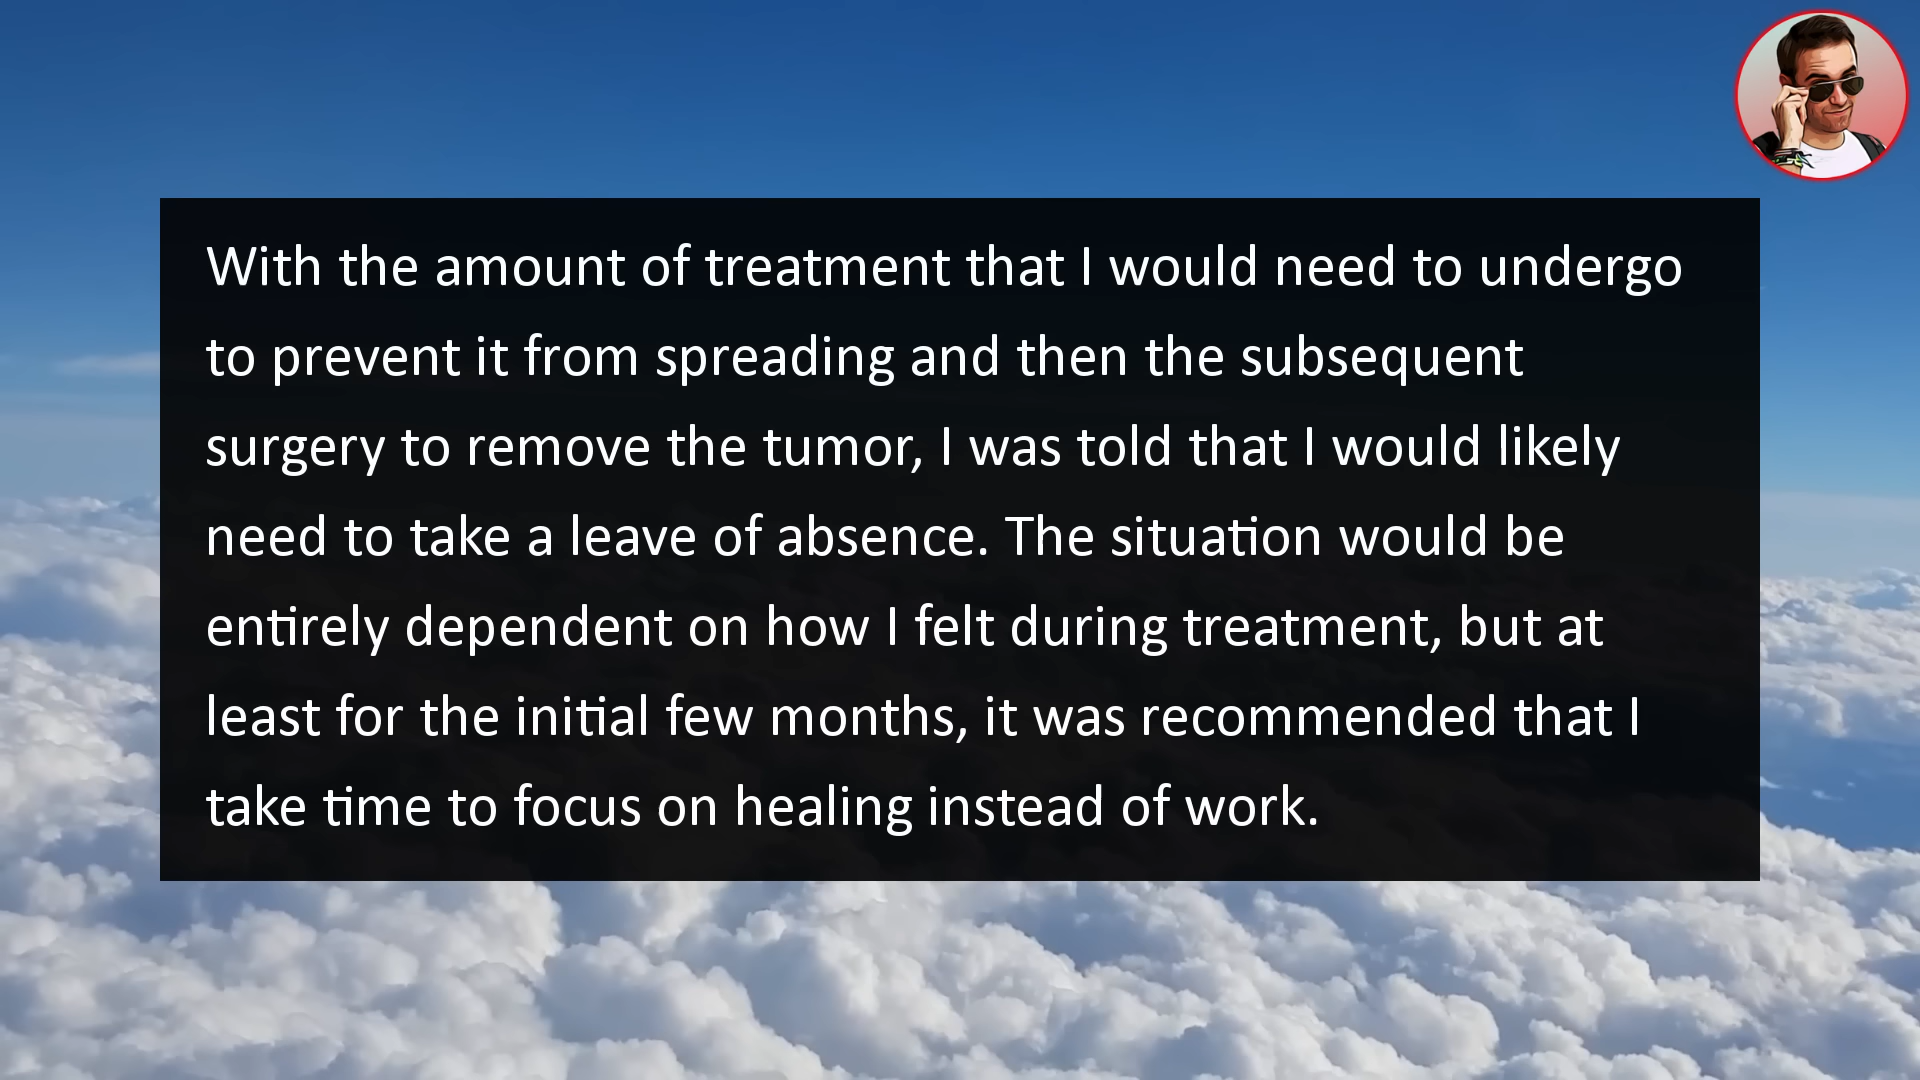 With the amount of treatment that I would need to undergo
to prevent it from spreading and then the subsequent
surgery to remove the tumor, I was told that I would likely
need to take a leave of absence. The situation would be
entirely dependent on how I felt during treatment, but at
least for the initial few months, it was recommended that I
take time to focus on healing instead of work.